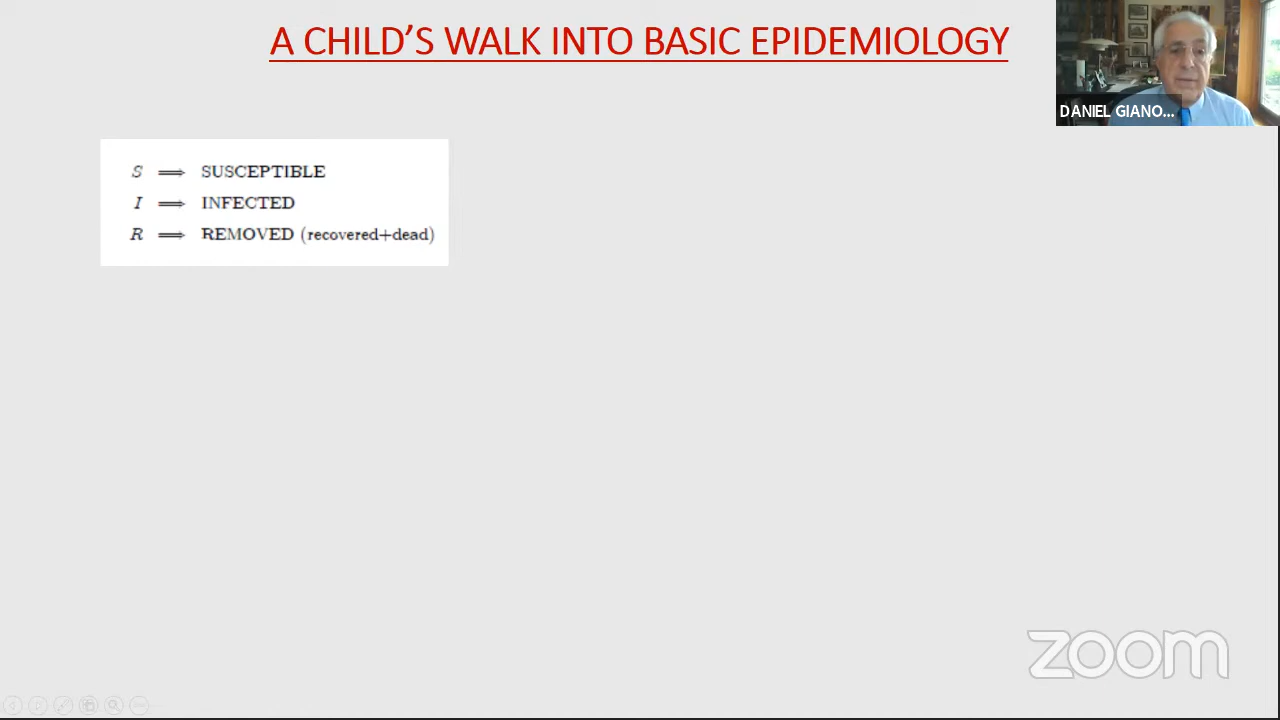 A CHILD'S WALK INTO BASIC EPIDEMIOLOGY
DANIEL GIANO...
S ⟹ SUSCEPTIBLE
I ⟹ INFECTED
R ⟹ REMOVED (recovered+dead)
zoom